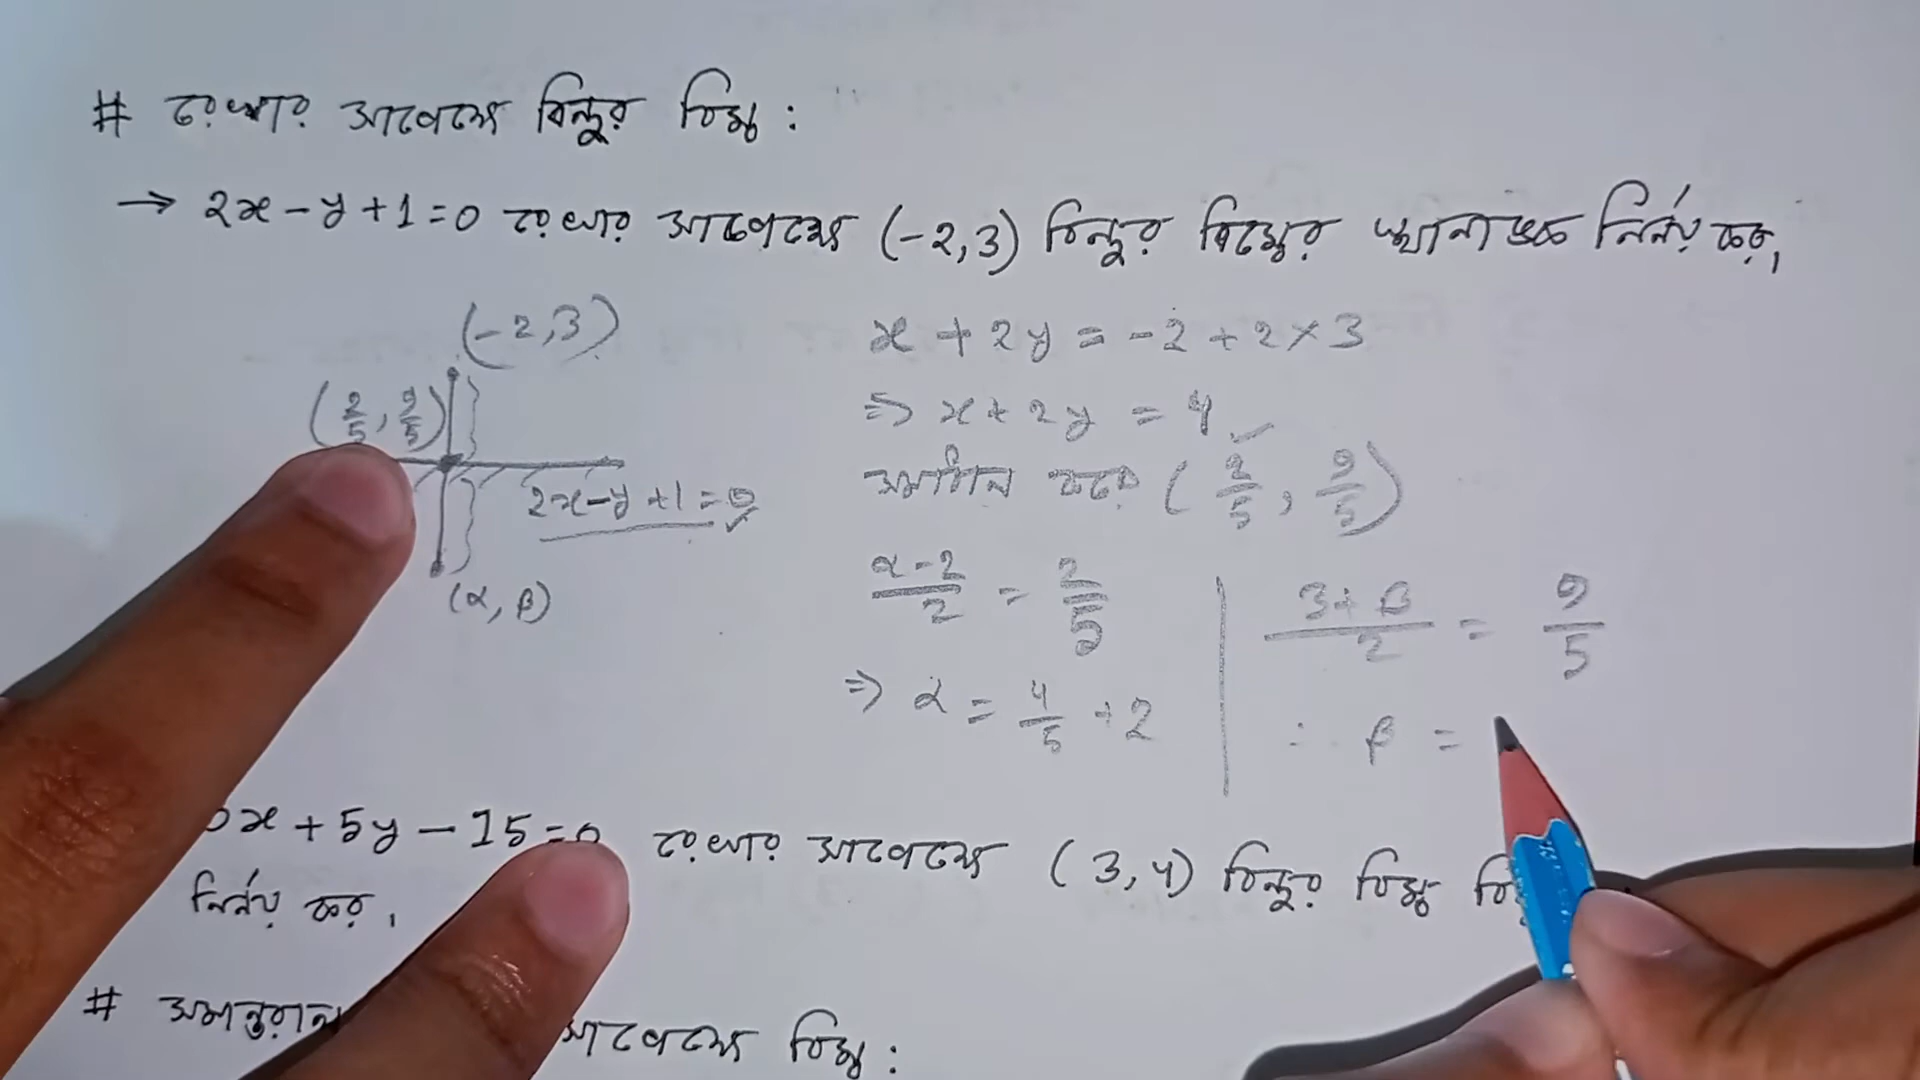 # রেখার সাপেক্ষে বিন্দুর বিম্ব :
→ 2x - y + 1 = 0 রেখার সাপেক্ষে (-2,3) বিন্দুর বিম্বের স্থানাঙ্ক নির্ণয় কর।
(-2,3)
(2/5, 9/5)
2x-y+1=0
(α, β)
x + 2y = -2 + 2×3
⇒ x + 2y = 4
সমাধান করে (2/5, 9/5)
(α-2)/2 = 2/5
⇒ α = 4/5 + 2
(3+β)/2 = 9/5
∴ β =
x + 5y - 15 = 0 রেখার সাপেক্ষে (3,4) বিন্দুর বিম্ব
নির্ণয় কর।
# সাপেক্ষে বিম্ব :